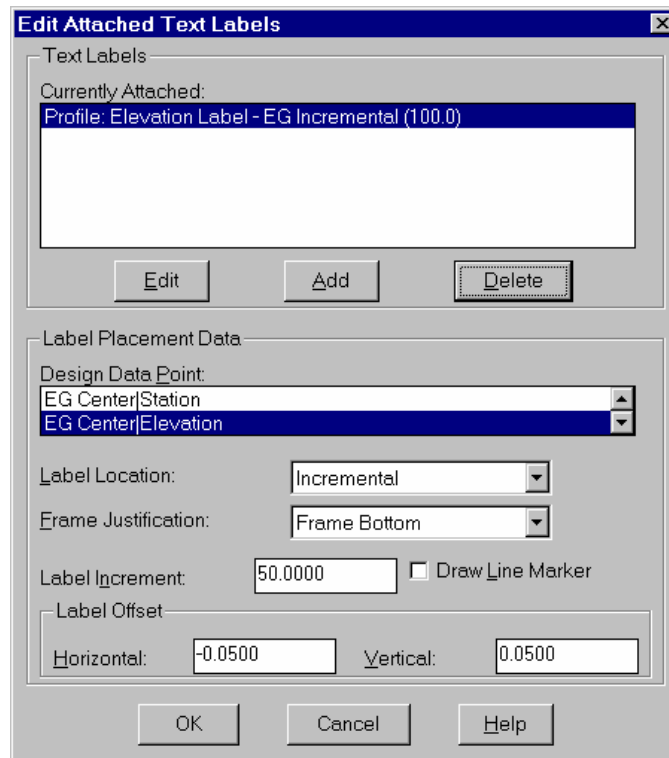 Edit Attached Text Labels
Text Labels
Currently Attached:
Profile: Elevation Label - EG Incremental (100.0)
Edit Add Delete
Label Placement Data
Design Data Point:
EG Center|Station
EG Center|Elevation
Label Location: Incremental
Frame Justification: Frame Bottom
Label Increment: 50.0000 Draw Line Marker
Label Offset
Horizontal: -0.0500 Vertical: 0.0500
OK Cancel Help